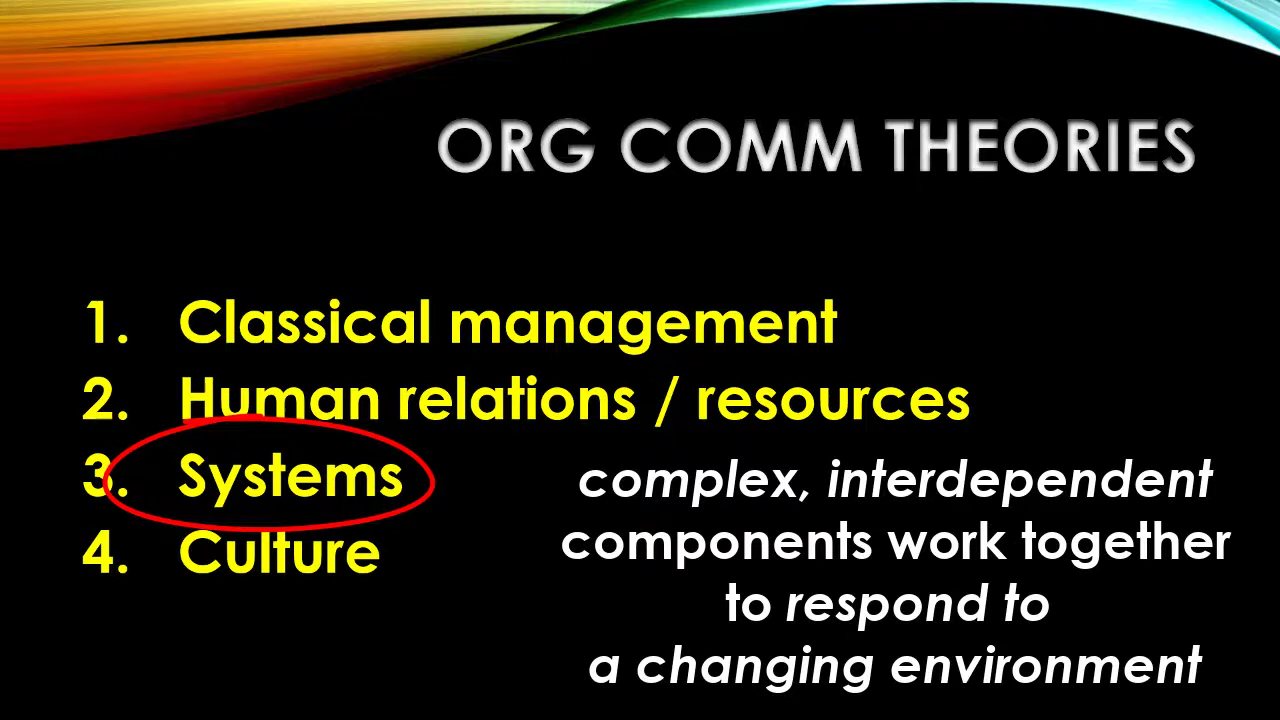 ORG COMM THEORIES
1. Classical management
2. Human relations / resources
3. Systems
4. Culture
complex, interdependent
components work together
to respond to
a changing environment